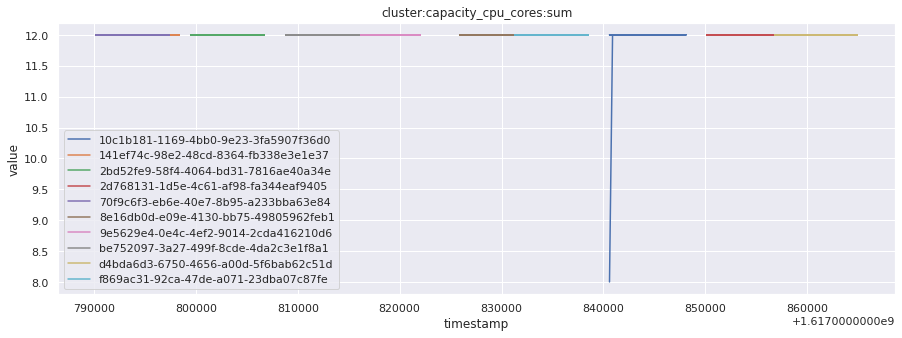 cluster:capacity_cpu_cores:sum
12.0
11.5
11.0
10.5
10.0
9.5
9.0
8.5
8.0
value
10c1b181-1169-4bb0-9e23-3fa5907f36d0
141ef74c-98e2-48cd-8364-fb338e3e1e37
2bd52fe9-58f4-4064-bd31-7816ae40a34e
2d768131-1d5e-4c61-af98-fa344eaf9405
70f9c6f3-eb6e-40e7-8b95-a233bba63e84
8e16db0d-e09e-4130-bb75-49805962feb1
9e5629e4-0e4c-4ef2-9014-2cda416210d6
be752097-3a27-499f-8cde-4da2c3e1f8a1
d4bda6d3-6750-4656-a00d-5f6bab62c51d
f869ac31-92ca-47de-a071-23dba07c87fe
790000 800000 810000 820000 830000 840000 850000 860000
timestamp
+1.6170000000e9